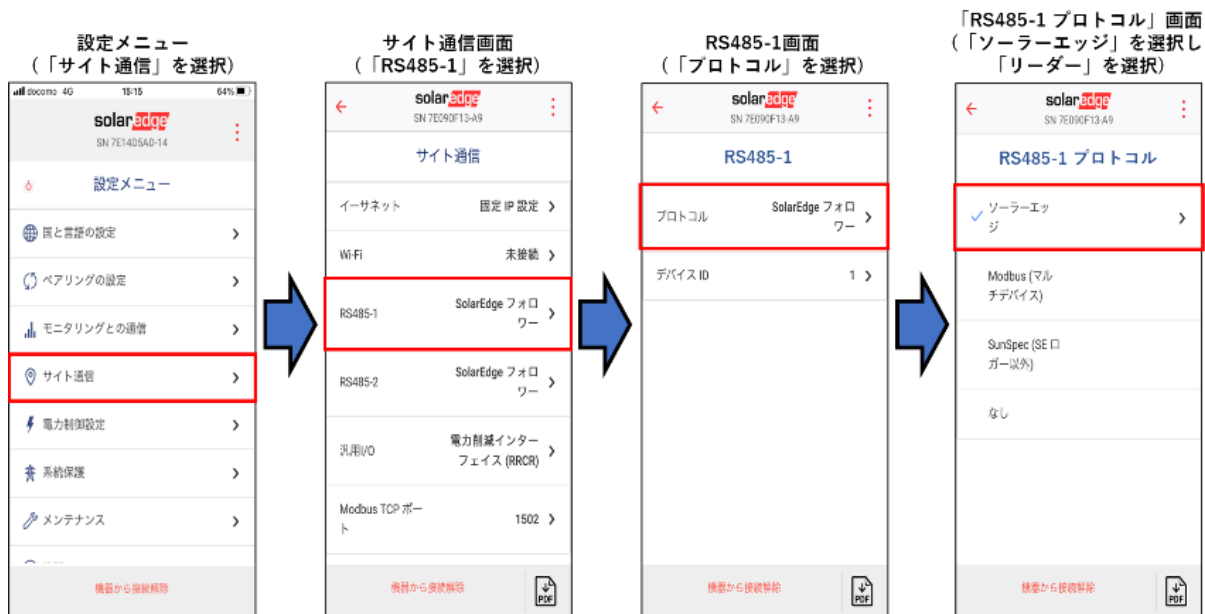 設定メニュー
(「サイト通信」を選択)
docomo 4G 15:15 64%
solaredge
SN 7E14D5AD-14
設定メニュー
国と言語の設定
ペアリングの設定
モニタリングとの通信
サイト通信
電力制御設定
系統保護
メンテナンス
機器から接続解除
サイト通信画面
(「RS485-1」を選択)
solaredge
SN 7E090F13-A9
サイト通信
イーサネット 固定 IP 設定
Wi-Fi 未接続
RS485-1 SolarEdge フォロ
ワー
RS485-2 SolarEdge フォロ
ワー
汎用I/O 電力削減インター
フェイス (RRCR)
Modbus TCP ポー
ト 1502
機器から接続解除
PDF
RS485-1画面
(「プロトコル」を選択)
solaredge
SN 7E090F13-A9
RS485-1
プロトコル SolarEdge フォロ
ワー
デバイス ID 1
機器から接続解除
PDF
「RS485-1 プロトコル」画面
(「ソーラーエッジ」を選択し
「リーダー」を選択)
solaredge
SN 7E090F13-A9
RS485-1 プロトコル
ソーラーエッ
ジ
Modbus (マル
チデバイス)
SunSpec (SE ロ
ガー以外)
なし
機器から接続解除
PDF